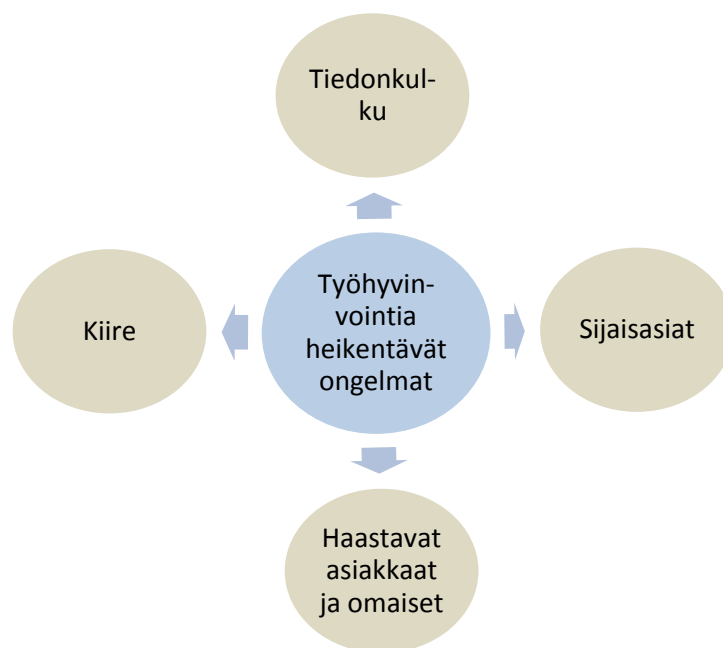 Tiedonkul-
ku
Kiire
Työhyvin-
vointia
heikentävät
ongelmat
Sijaisasiat
Haastavat
asiakkaat
ja omaiset